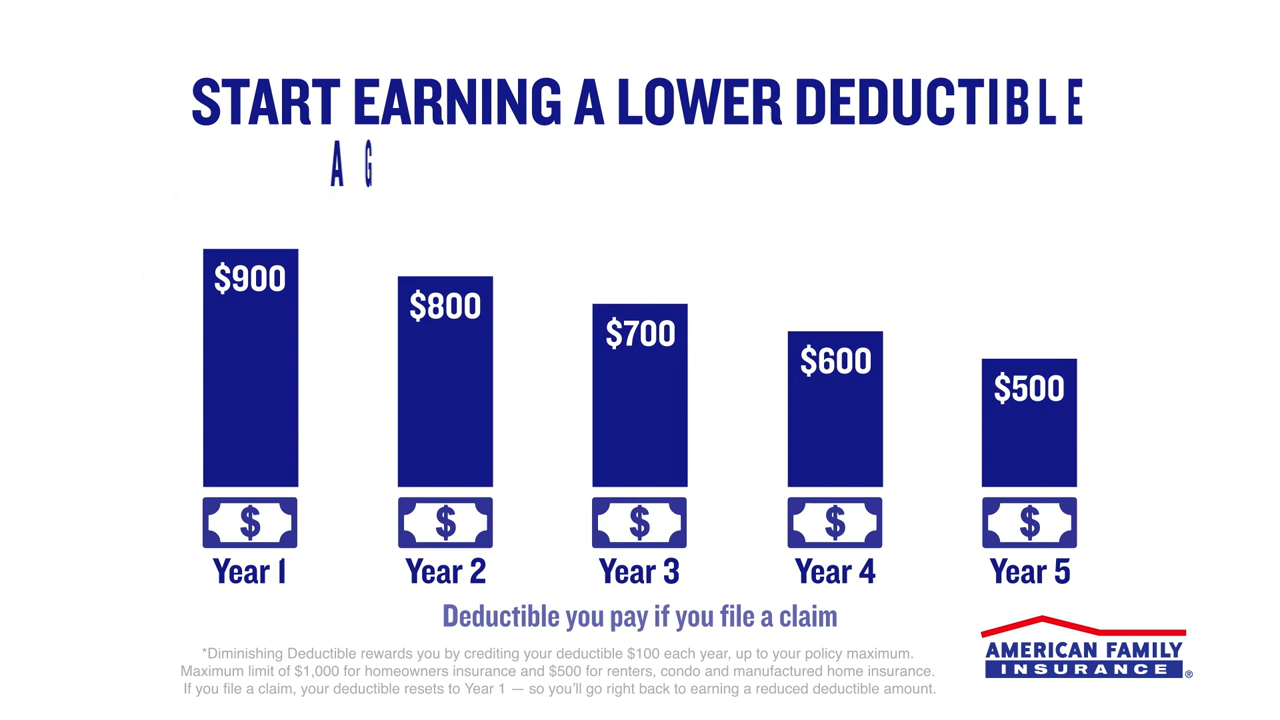 START EARNING A LOWER DEDUCTIBLE
A G
$900
$800
$700
$600
$500
$ $ $ $ $
Year 1
Year 2
Year 3
Year 4
Year 5
Deductible you pay if you file a claim
*Diminishing Deductible rewards you by crediting your deductible $100 each year, up to your policy maximum.
Maximum limit of $1,000 for homeowners insurance and $500 for renters, condo and manufactured home insurance.
If you file a claim, your deductible resets to Year 1 — so you'll go right back to earning a reduced deductible amount.
AMERICAN FAMILY
INSURANCE ®